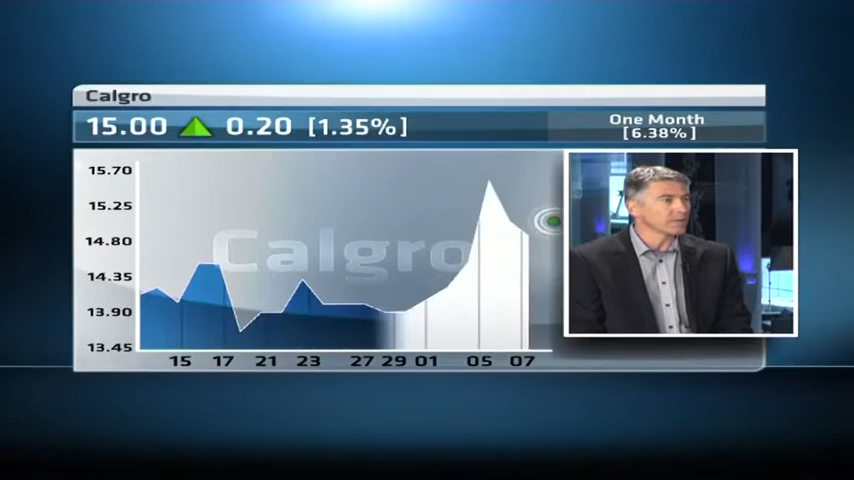 Calgro
15.00 0.20 [1.35%]
One Month
[6.38%]
15.70
15.25
14.80
14.35
13.90
13.45
Calgro
15 17 21 23 27 29 01 05 07